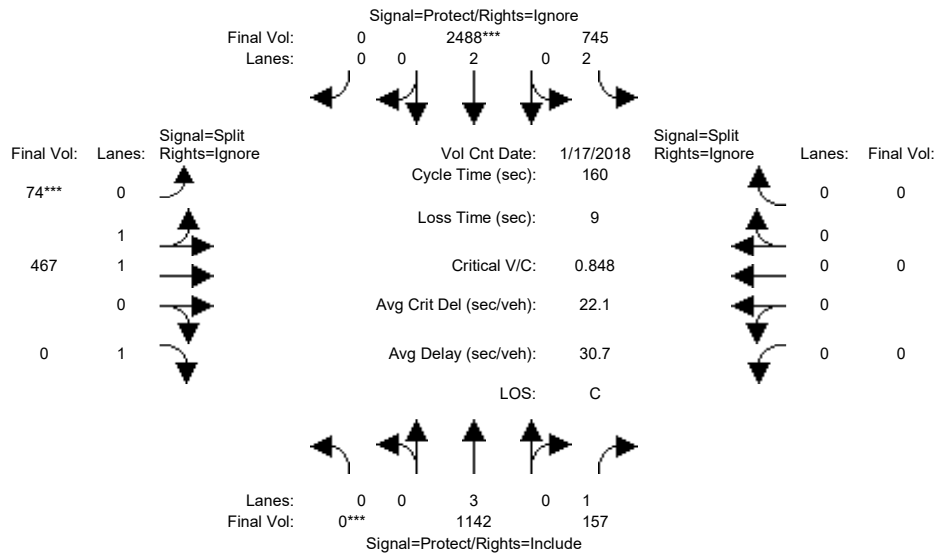 Signal=Protect/Rights=Ignore
Final Vol: 0 2488*** 745
Lanes: 0 0 2 0 2
Signal=Split Signal=Split
Final Vol: Lanes: Rights=Ignore Vol Cnt Date: 1/17/2018 Rights=Ignore Lanes: Final Vol:
Cycle Time (sec): 160
74*** 0 0 0
Loss Time (sec): 9
1 0
467 1 Critical V/C: 0.848 0 0
0 Avg Crit Del (sec/veh): 22.1 0
0 1 Avg Delay (sec/veh): 30.7 0 0
LOS: C
Lanes: 0 0 3 0 1
Final Vol: 0*** 1142 157
Signal=Protect/Rights=Include